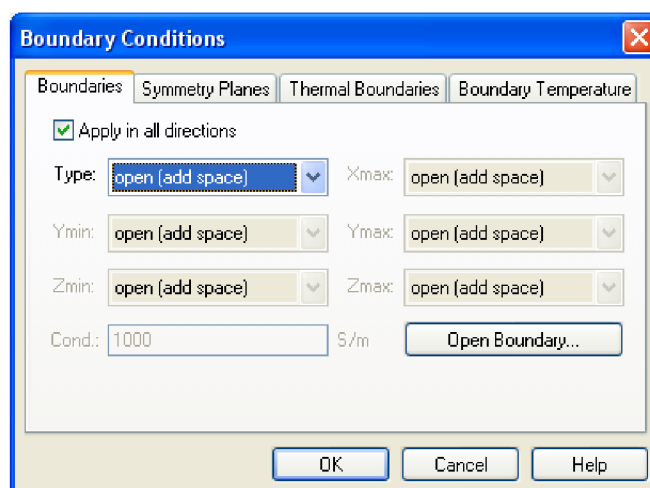 Boundary Conditions
Boundaries Symmetry Planes Thermal Boundaries Boundary Temperature
Apply in all directions
Type: open (add space) Xmax: open (add space)
Ymin: open (add space) Ymax: open (add space)
Zmin: open (add space) Zmax: open (add space)
Cond.: 1000 S/m Open Boundary...
OK Cancel Help